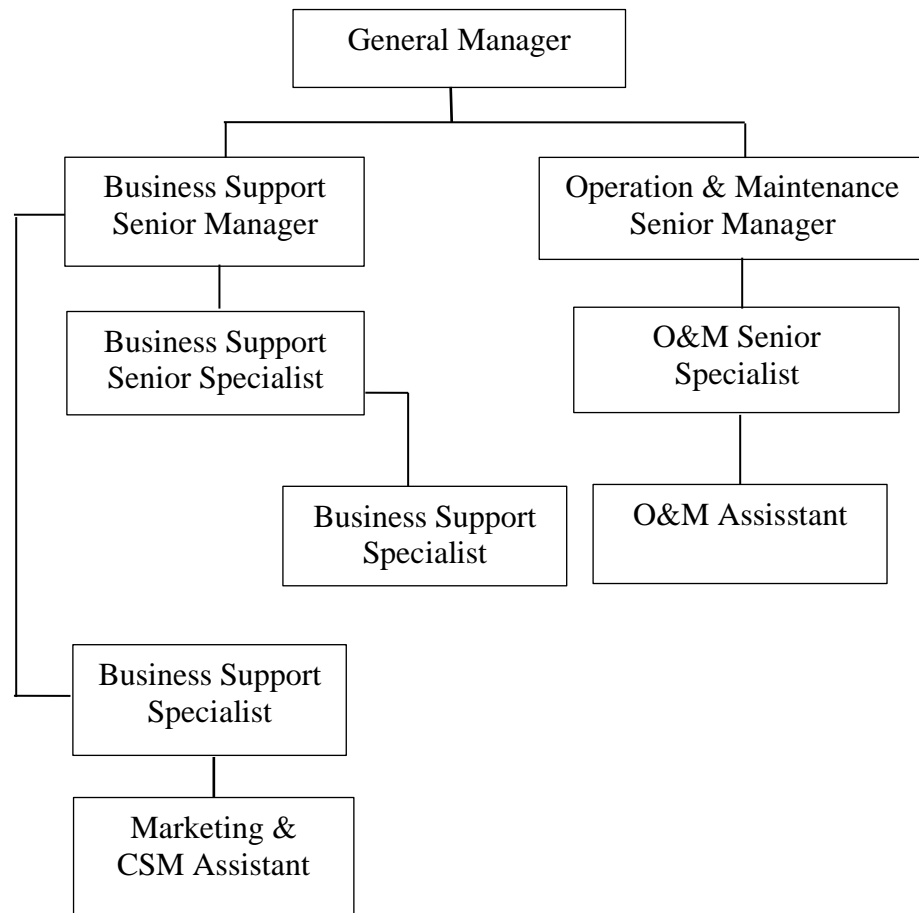 General Manager
Business Support
Senior Manager
Operation & Maintenance
Senior Manager
Business Support
Senior Specialist
O&M Senior
Specialist
Business Support
Specialist
O&M Assisstant
Business Support
Specialist
Marketing &
CSM Assistant